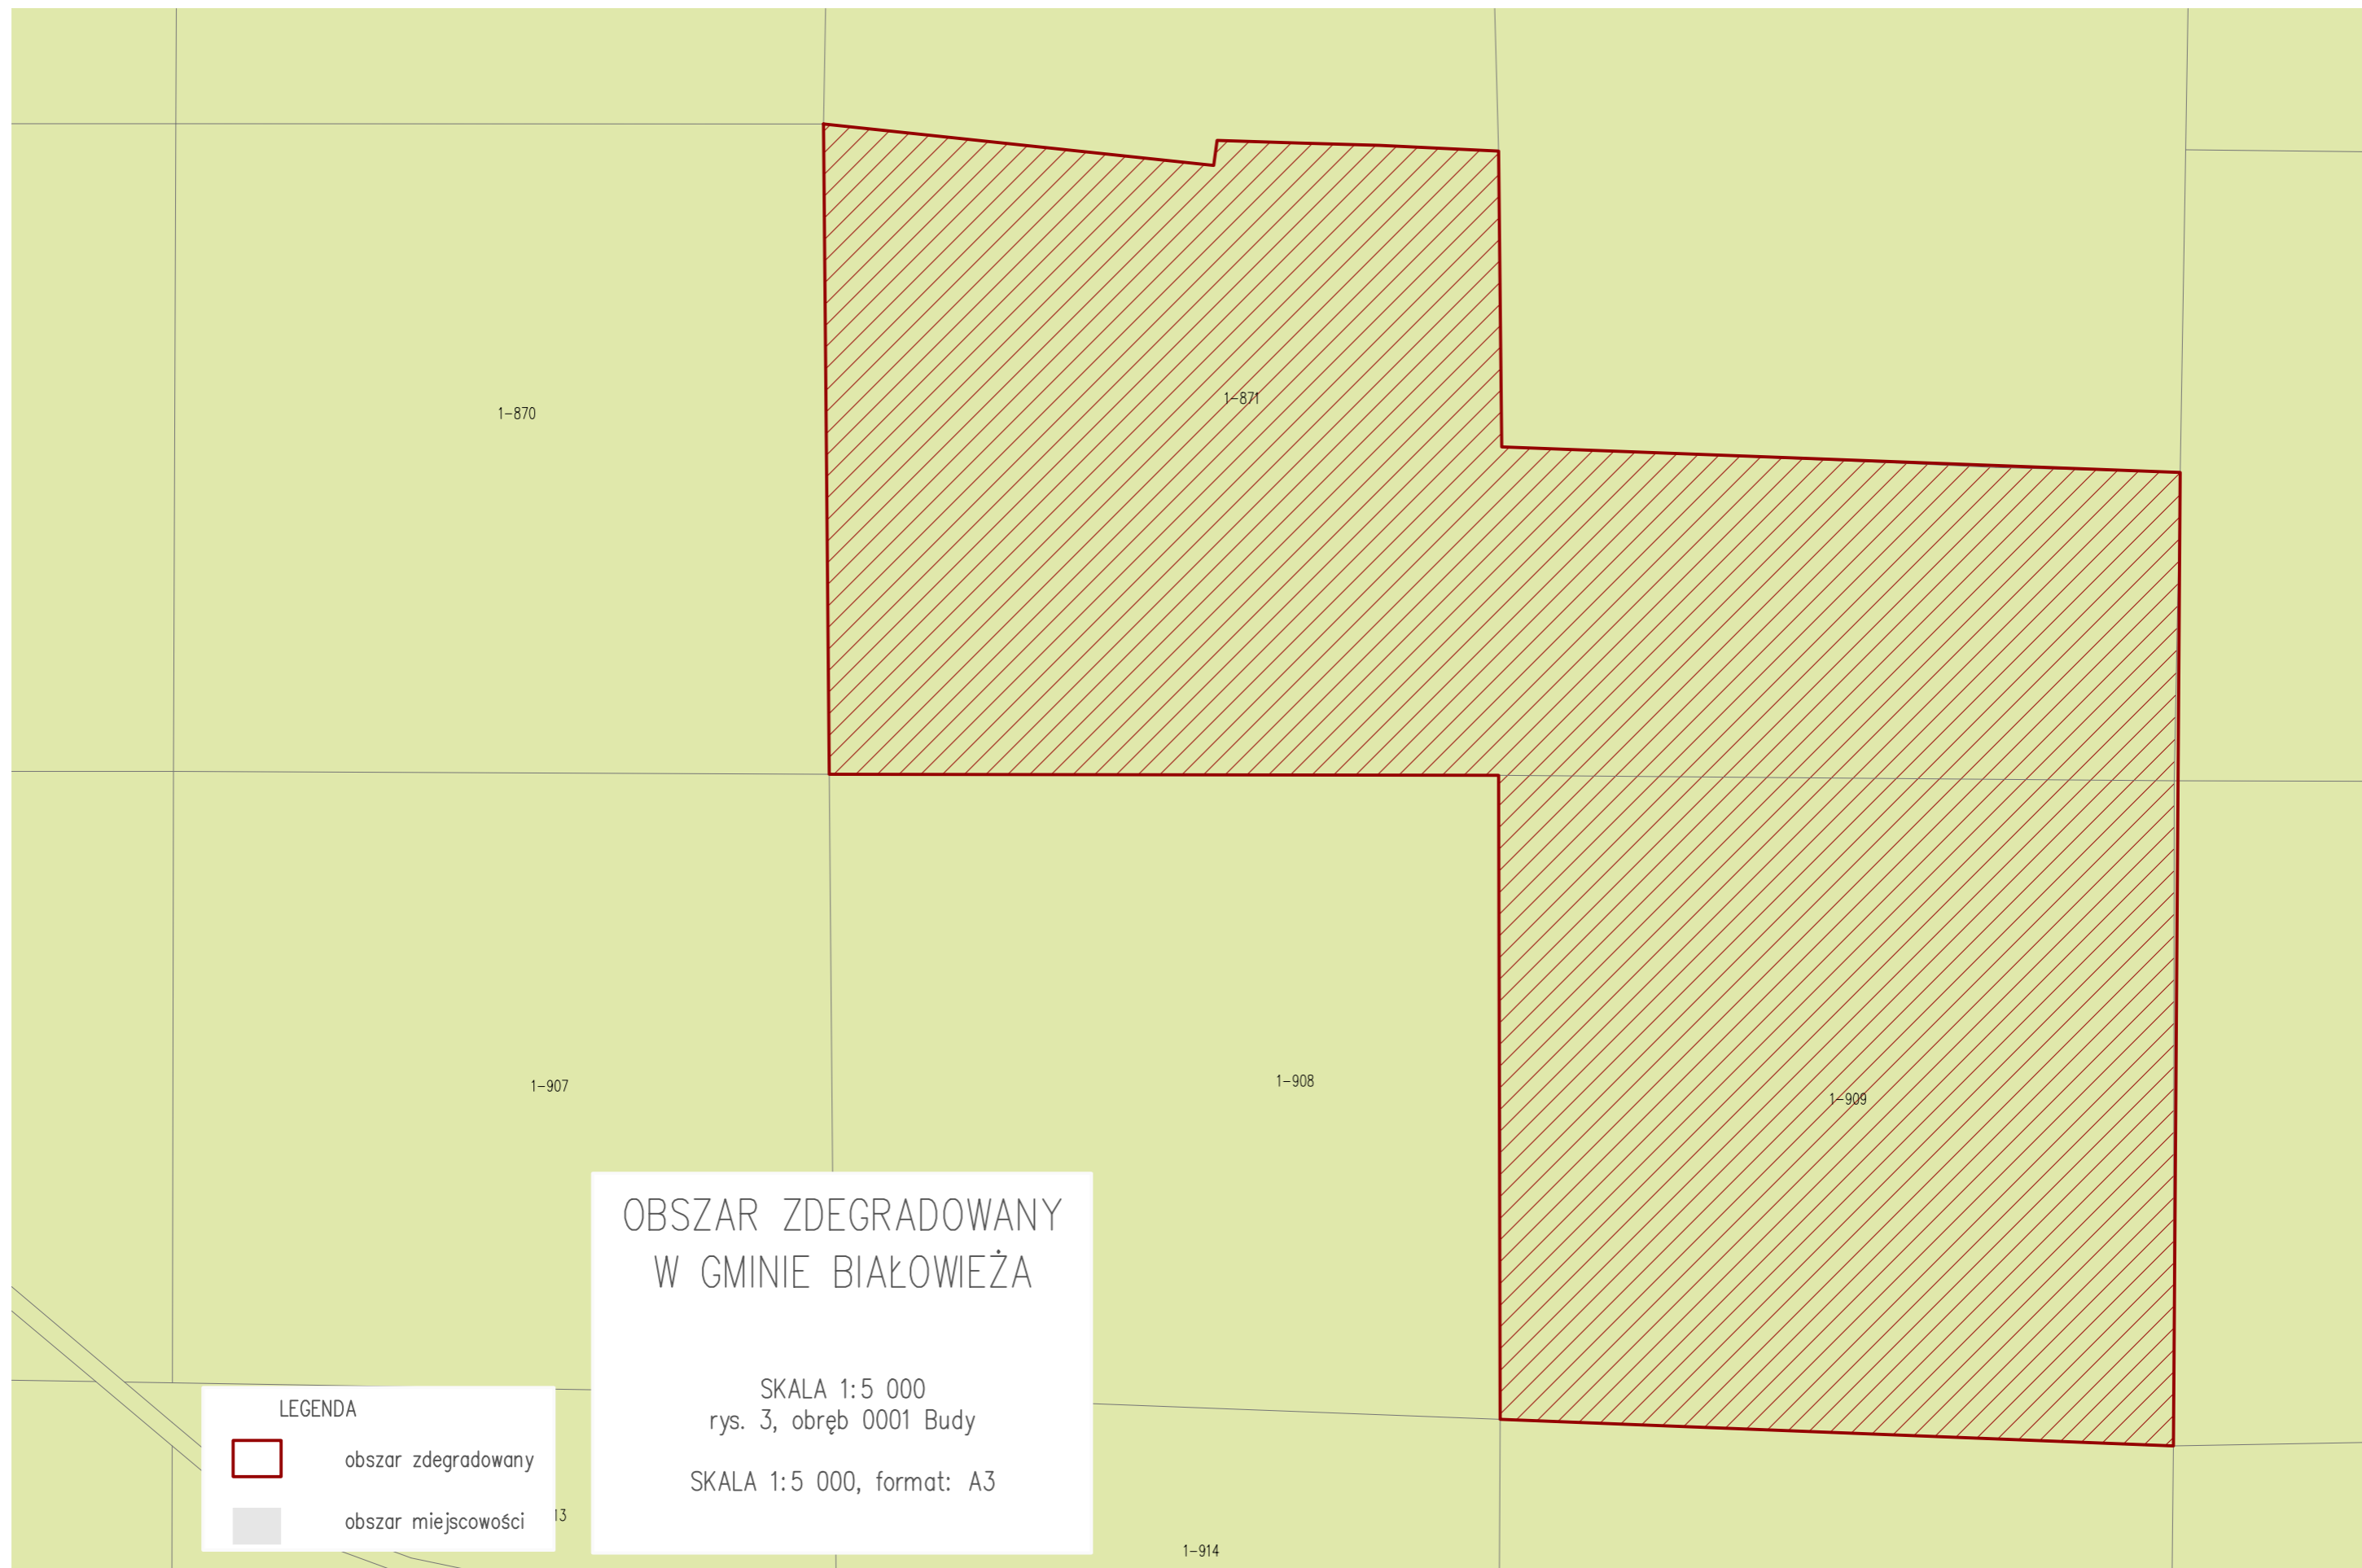 1-870
1-871
1-907
1-908
1-909
OBSZAR ZDEGRADOWANY
W GMINIE BIAŁOWIEŻA
SKALA 1:5 000
rys. 3, obręb 0001 Budy
SKALA 1:5 000, format: A3
LEGENDA
obszar zdegradowany
obszar miejscowości
13
1-914